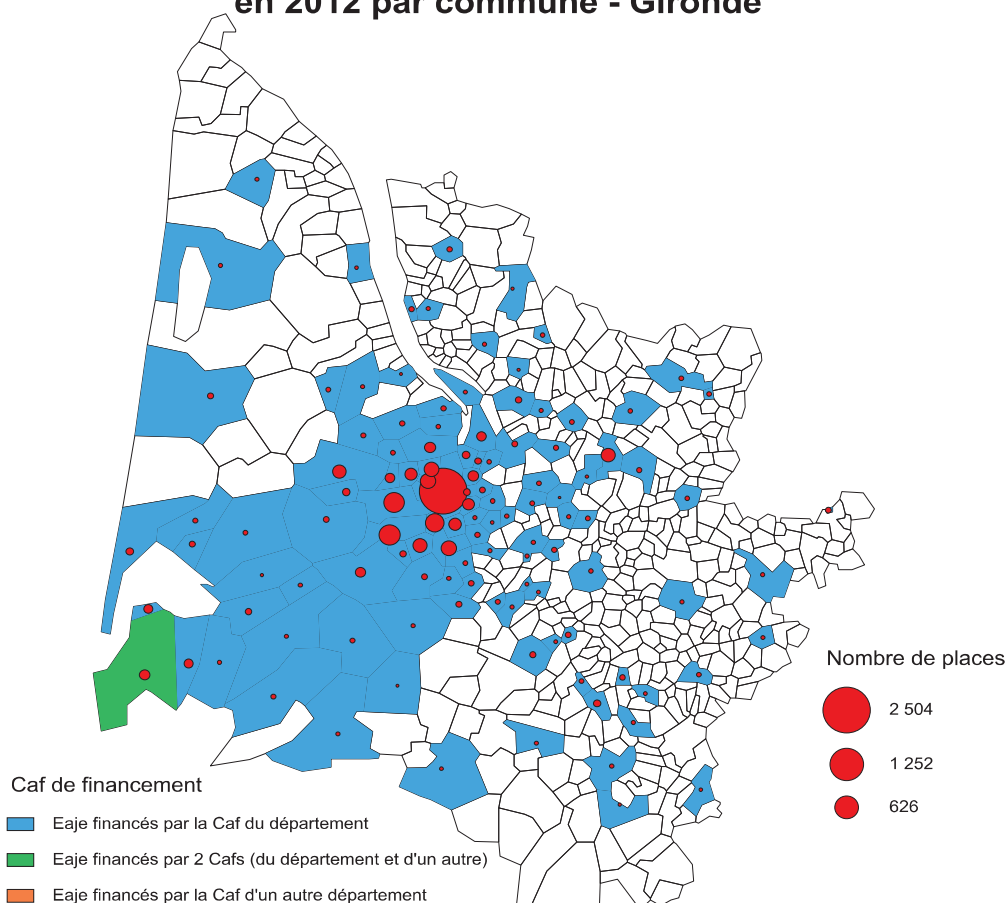 en 2012 par commune - Gironde
Nombre de places
2 504
1 252
626
Caf de financement
Eaje financés par la Caf du département
Eaje financés par 2 Cafs (du département et d'un autre)
Eaje financés par la Caf d'un autre département